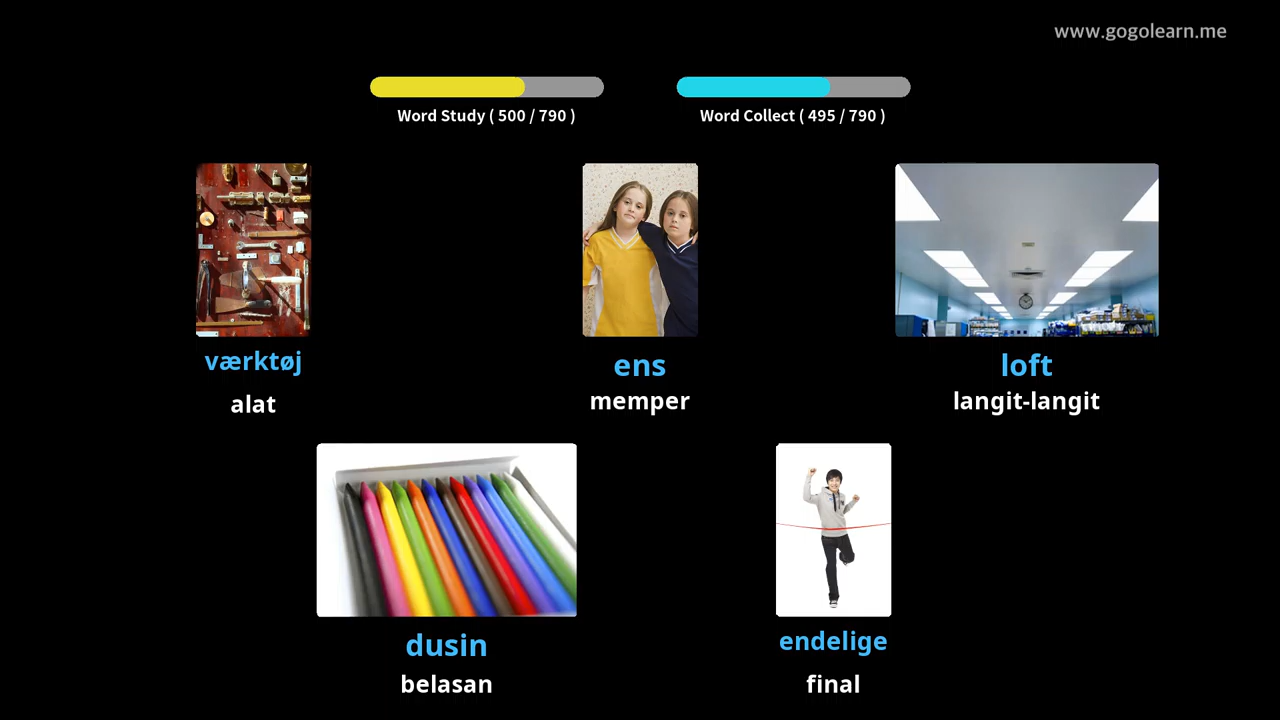 www.gogolearn.me
Word Study ( 500 / 790 )
Word Collect ( 495 / 790 )
værktøj
alat
ens
memper
loft
langit-langit
dusin
belasan
endelige
final